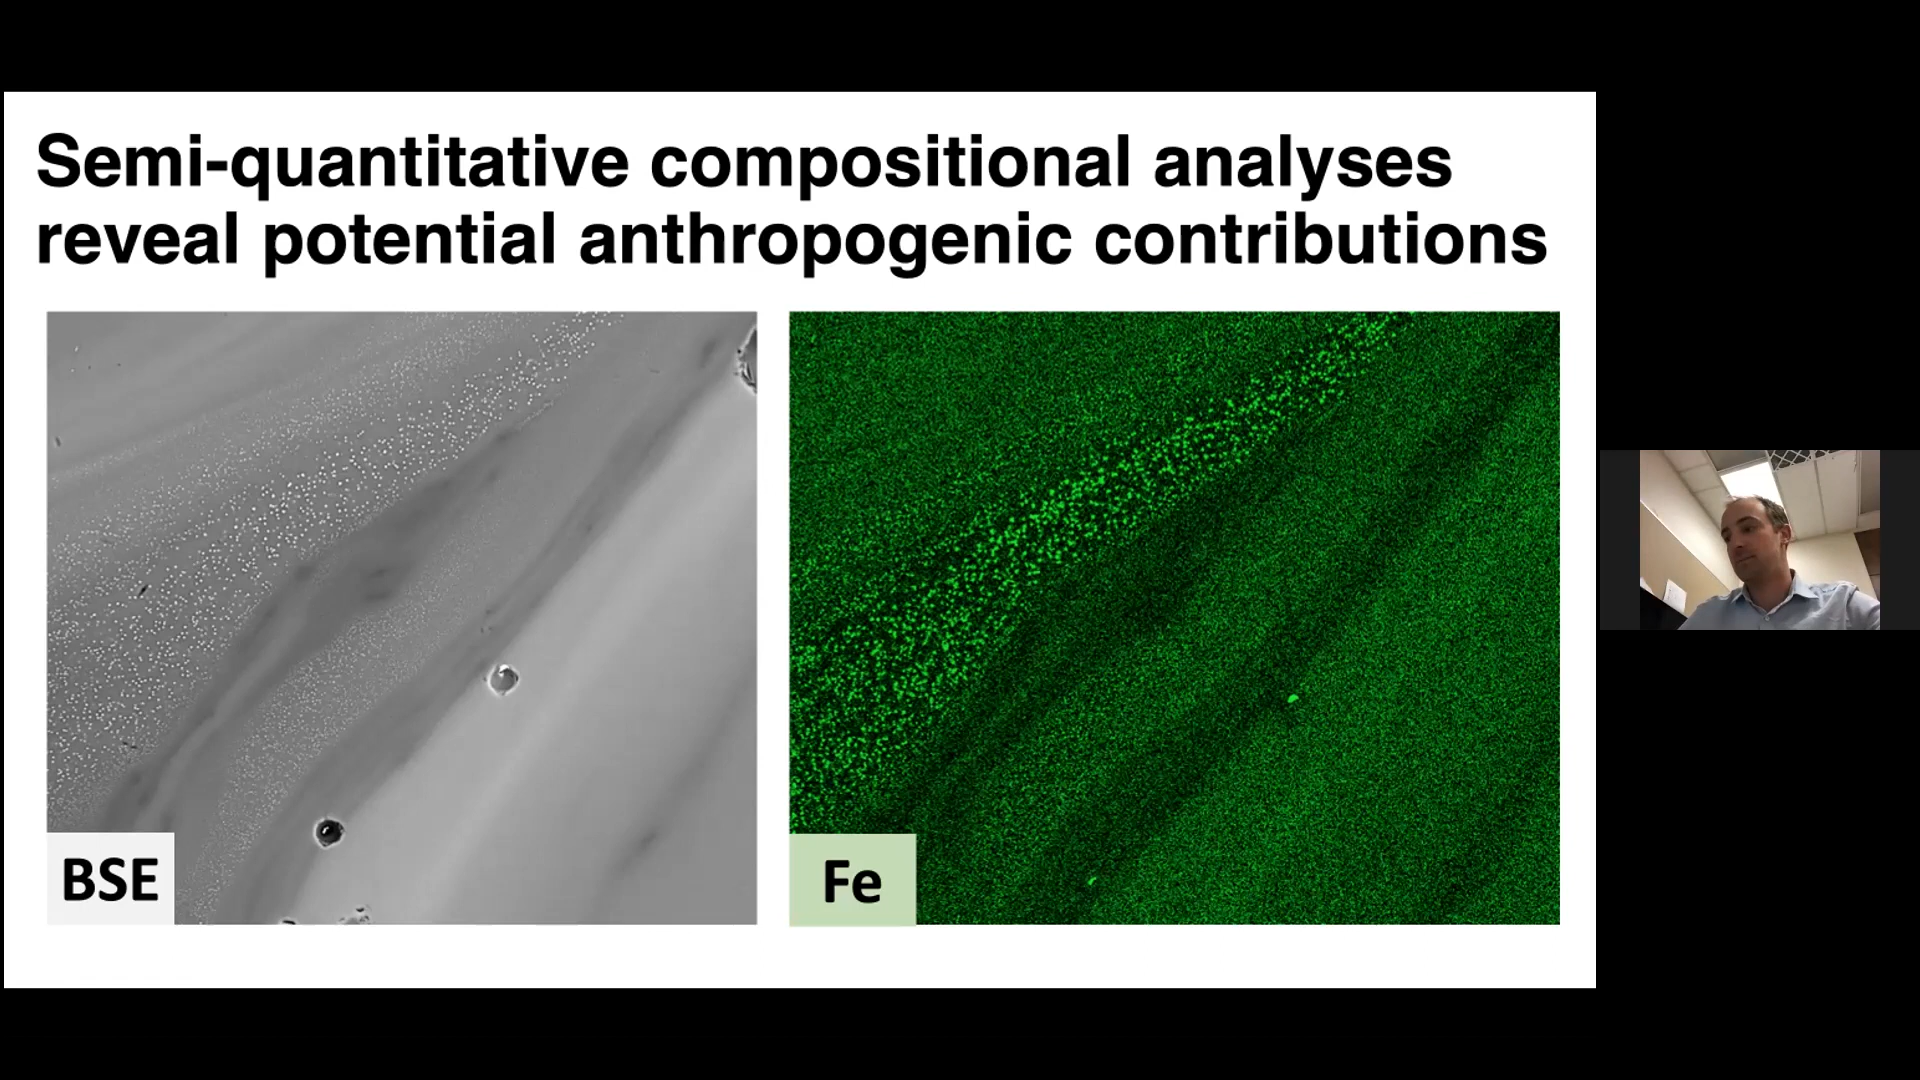 Semi-quantitative compositional analyses
reveal potential anthropogenic contributions
BSE
Fe